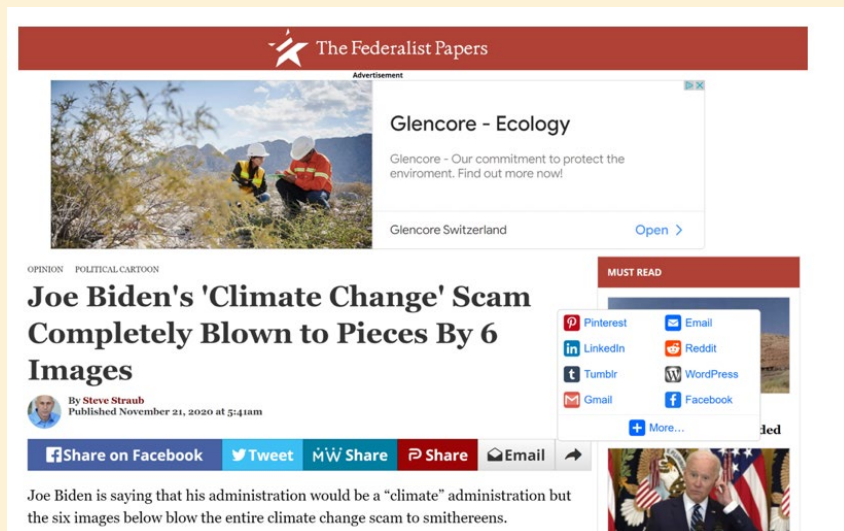 The Federalist Papers
Advertisement
Glencore - Ecology
Glencore - Our commitment to protect the
enviroment. Find out more now!
Glencore Switzerland
Open >
OPINION POLITICAL CARTOON
Joe Biden's 'Climate Change' Scam
Completely Blown to Pieces By 6
Images
By Steve Straub
Published November 21, 2020 at 5:41am
Share on Facebook
Tweet
MW Share
Share
Email
Joe Biden is saying that his administration would be a “climate” administration but
the six images below blow the entire climate change scam to smithereens.
MUST READ
Pinterest
Email
LinkedIn
Reddit
Tumblr
WordPress
Gmail
Facebook
More...